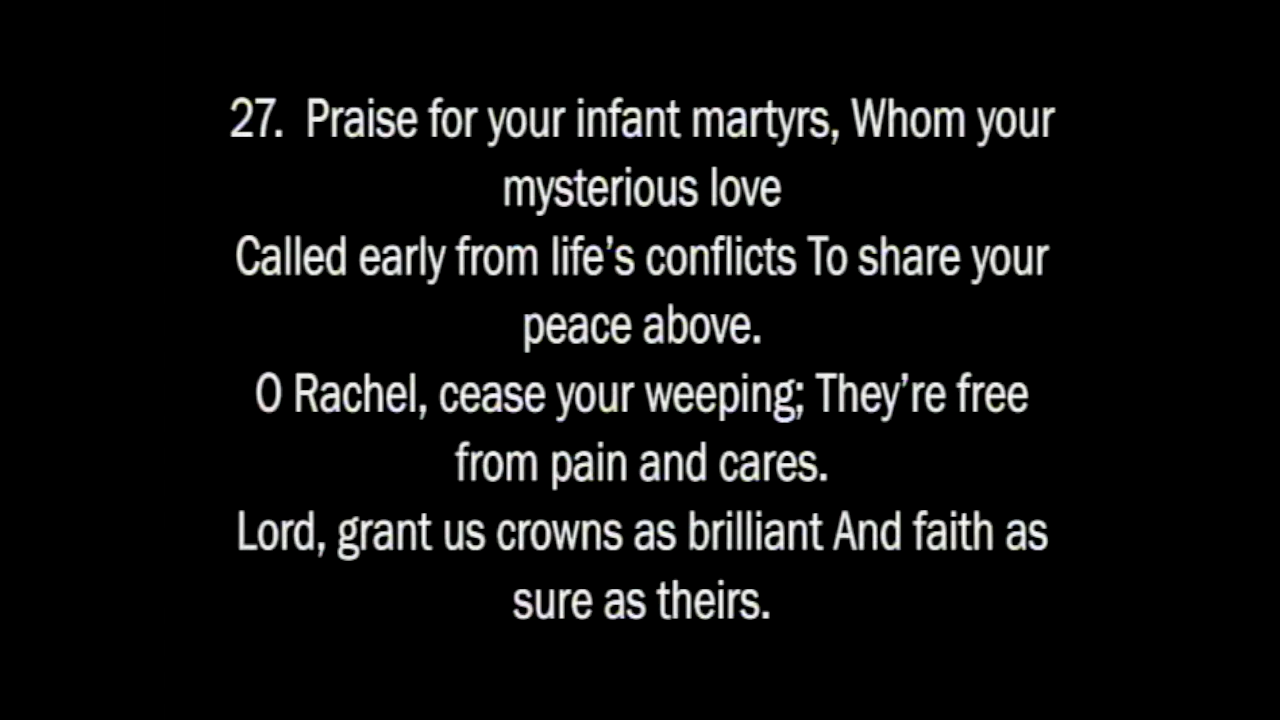 27.  Praise for your infant martyrs, Whom your
mysterious love
Called early from life’s conflicts To share your
peace above.
O Rachel, cease your weeping; They’re free
from pain and cares.
Lord, grant us crowns as brilliant And faith as
sure as theirs.